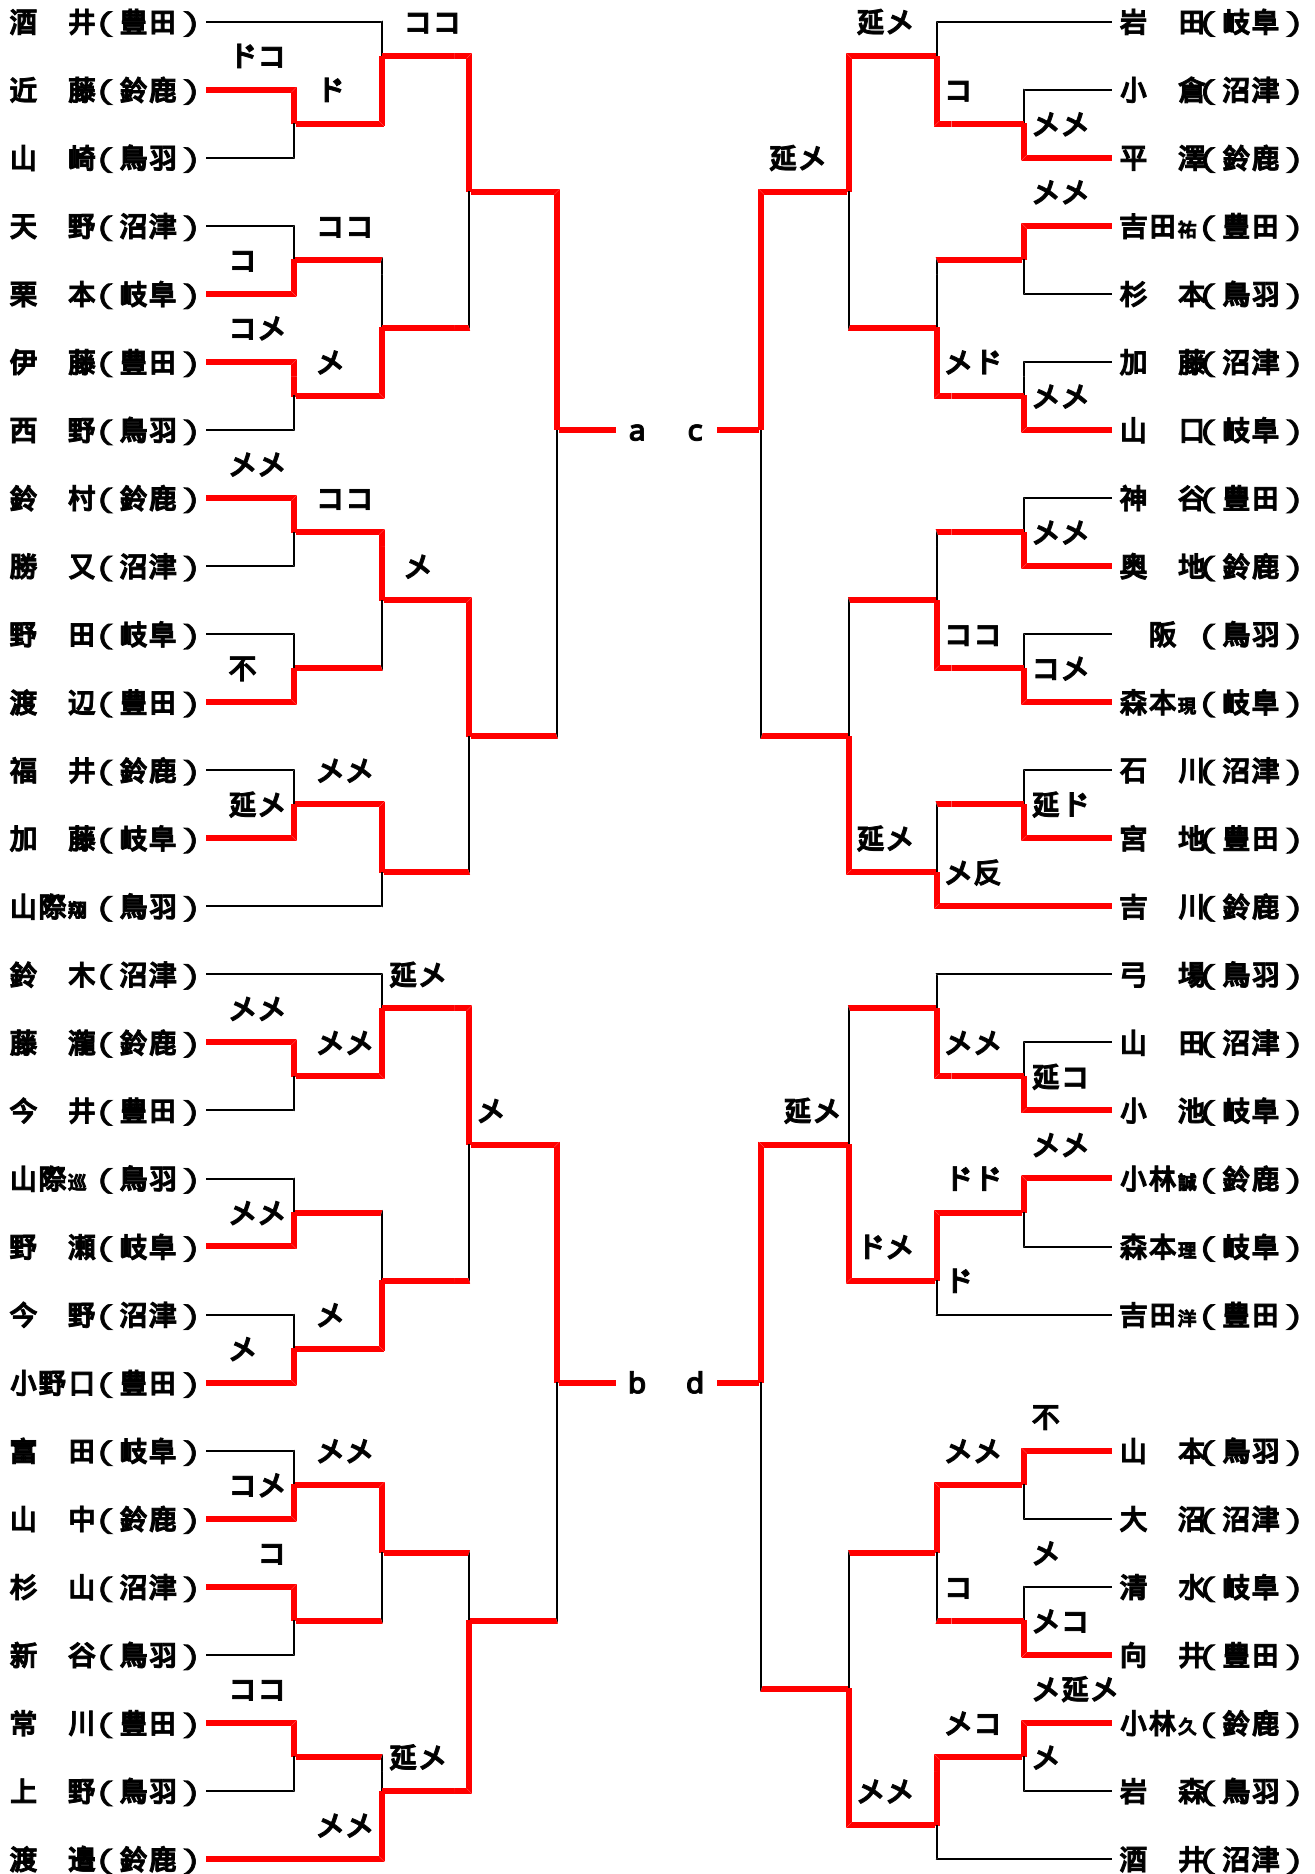 酒　井(豊田)
ココ
ドコ
近　藤(鈴鹿)
ド
山　崎(鳥羽)
天　野(沼津)
ココ
コ
栗　本(岐阜)
コメ
伊　藤(豊田)
メ
西　野(鳥羽)
a
メメ
鈴　村(鈴鹿)
ココ
勝　又(沼津)
メ
野　田(岐阜)
不
渡　辺(豊田)
福　井(鈴鹿)
メメ
延メ
加　藤(岐阜)
山際翔(鳥羽)
鈴　木(沼津)
延メ
メメ
藤　瀧(鈴鹿)
メメ
今　井(豊田)
メ
山際巡(鳥羽)
メメ
野　瀬(岐阜)
今　野(沼津)
メ
メ
小野口(豊田)
b
富　田(岐阜)
メメ
コメ
山　中(鈴鹿)
コ
杉　山(沼津)
新　谷(鳥羽)
ココ
常　川(豊田)
延メ
上　野(鳥羽)
メメ
渡　邉(鈴鹿)
延メ
岩　田(岐阜)
コ
小　倉(沼津)
メメ
延メ
平　澤(鈴鹿)
メメ
吉田祐(豊田)
杉　本(鳥羽)
メド
加　藤(沼津)
メメ
山　口(岐阜)
c
神　谷(豊田)
メメ
奥　地(鈴鹿)
ココ
阪　(鳥羽)
コメ
森本現(岐阜)
石　川(沼津)
延ド
延メ
宮　地(豊田)
メ反
吉　川(鈴鹿)
弓　場(鳥羽)
メメ
山　田(沼津)
延コ
延メ
小　池(岐阜)
メメ
ドド
小林誠(鈴鹿)
ドメ
森本理(岐阜)
ド
吉田洋(豊田)
d
不
メメ
山　本(鳥羽)
大　沼(沼津)
メ
コ
清　水(岐阜)
メコ
向　井(豊田)
メ延メ
メコ
小林久(鈴鹿)
メ
メメ
岩　森(鳥羽)
酒　井(沼津)